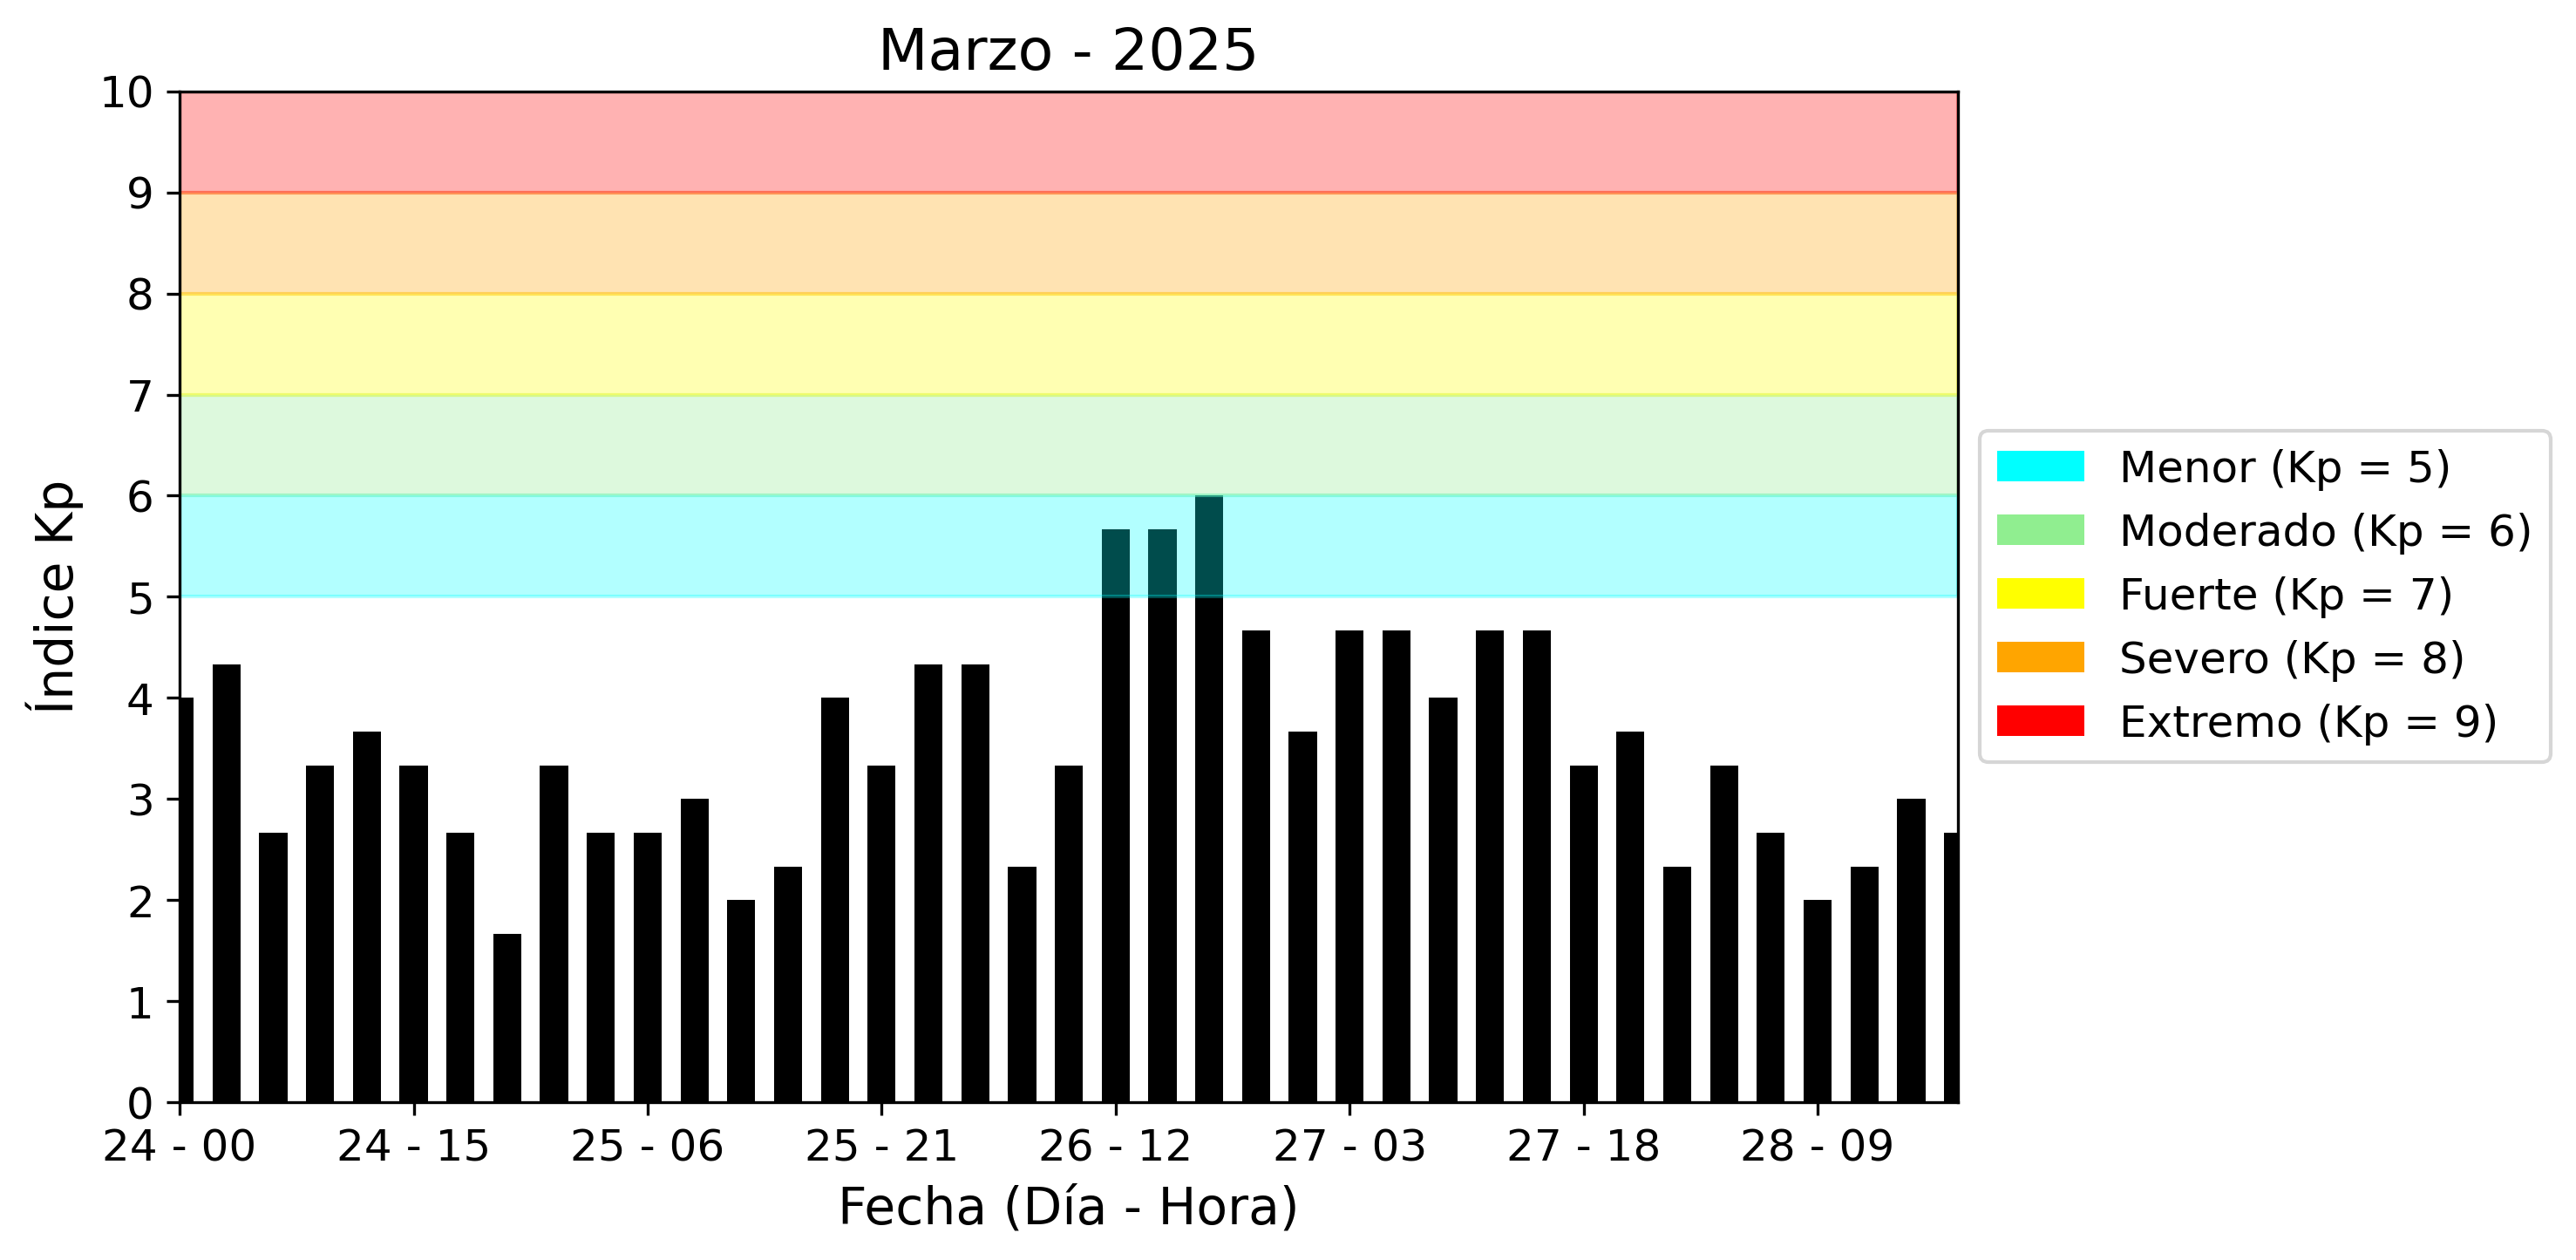 Marzo - 2025
10
9
8
7
6
5
4
3
2
1
0
Índice Kp
24 - 00
24 - 15
25 - 06
25 - 21
26 - 12
27 - 03
27 - 18
28 - 09
Fecha (Día - Hora)
Menor (Kp = 5)
Moderado (Kp = 6)
Fuerte (Kp = 7)
Severo (Kp = 8)
Extremo (Kp = 9)